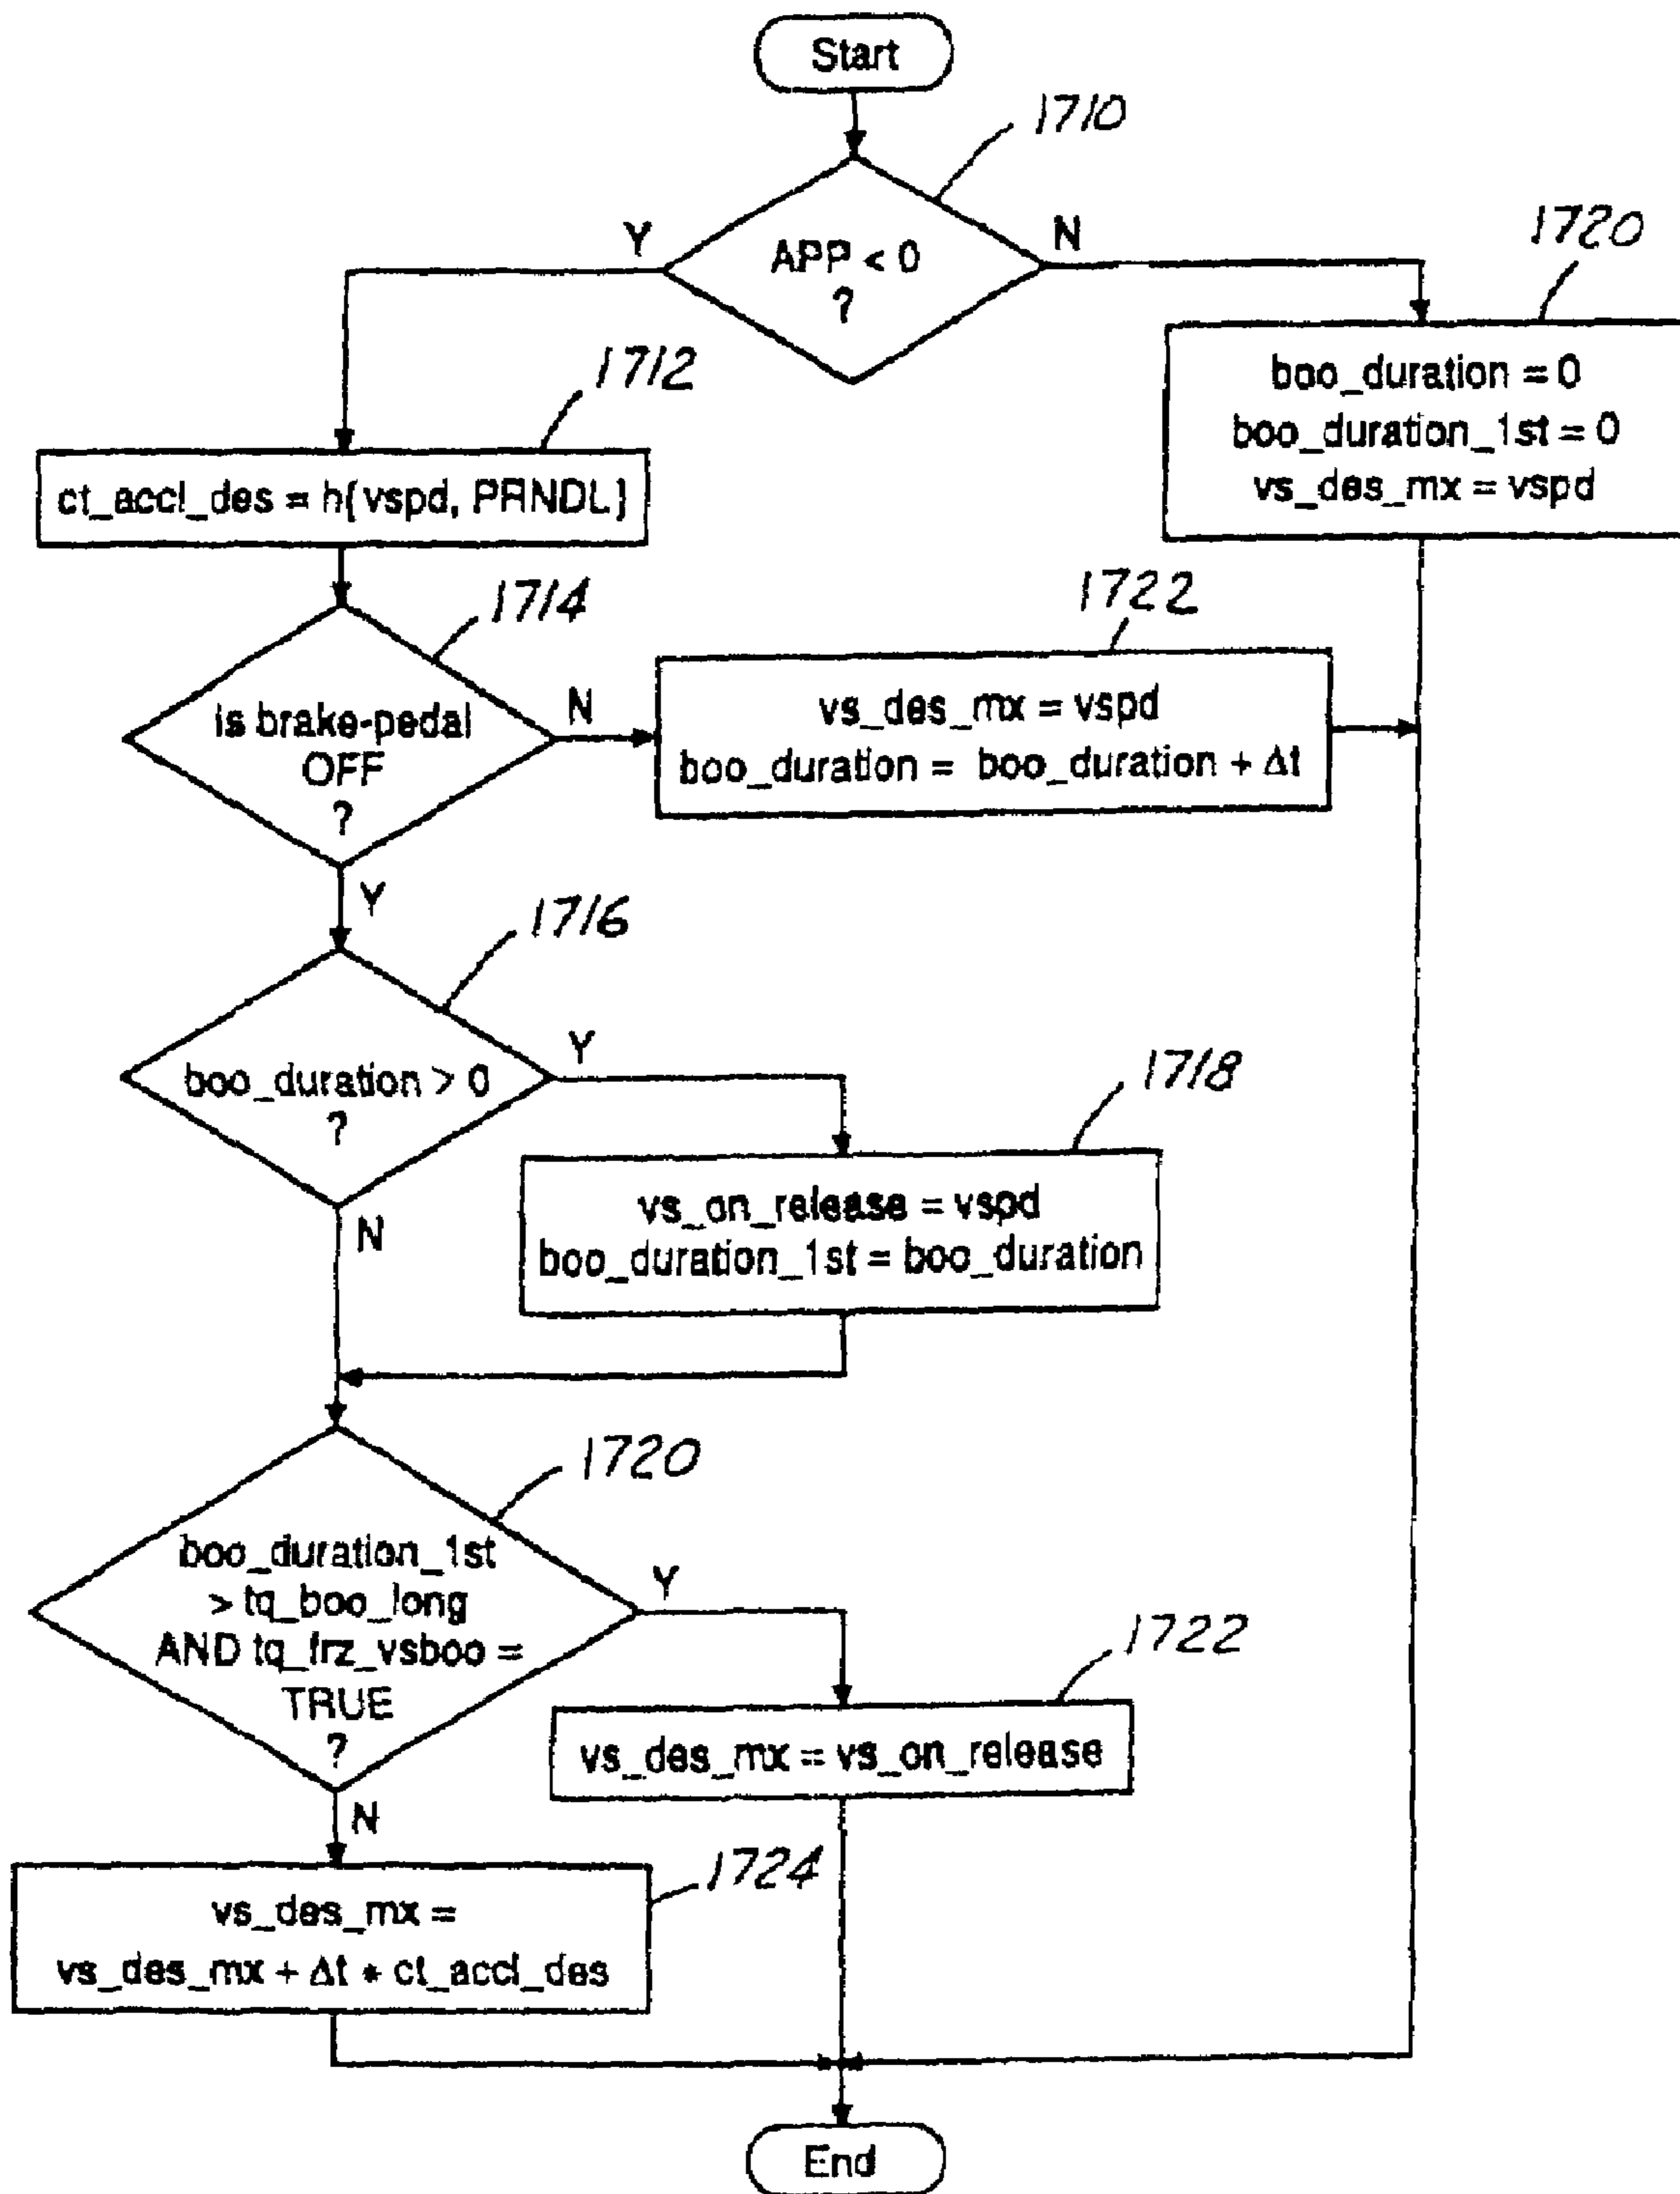 Start
1710
Y
N
APP < 0
?
1720
boo_duration = 0
boo_duration_1st = 0
vs_des_mx = vspd
1712
ct_accl_des = h{vspd, PRNDL}
1714
is brake-pedal
OFF
?
N
1722
vs_des_mx = vspd
boo_duration = boo_duration + Δt
Y
1716
boo_duration > 0
?
Y
1718
vs_on_release = vspd
boo_duration_1st = boo_duration
N
1720
boo_duration_1st
> tq_boo_long
AND tq_frz_vsboo =
TRUE
?
Y
1722
vs_des_mx = vs_on_release
N
1724
vs_des_mx =
vs_des_mx + Δt * ct_accl_des
End